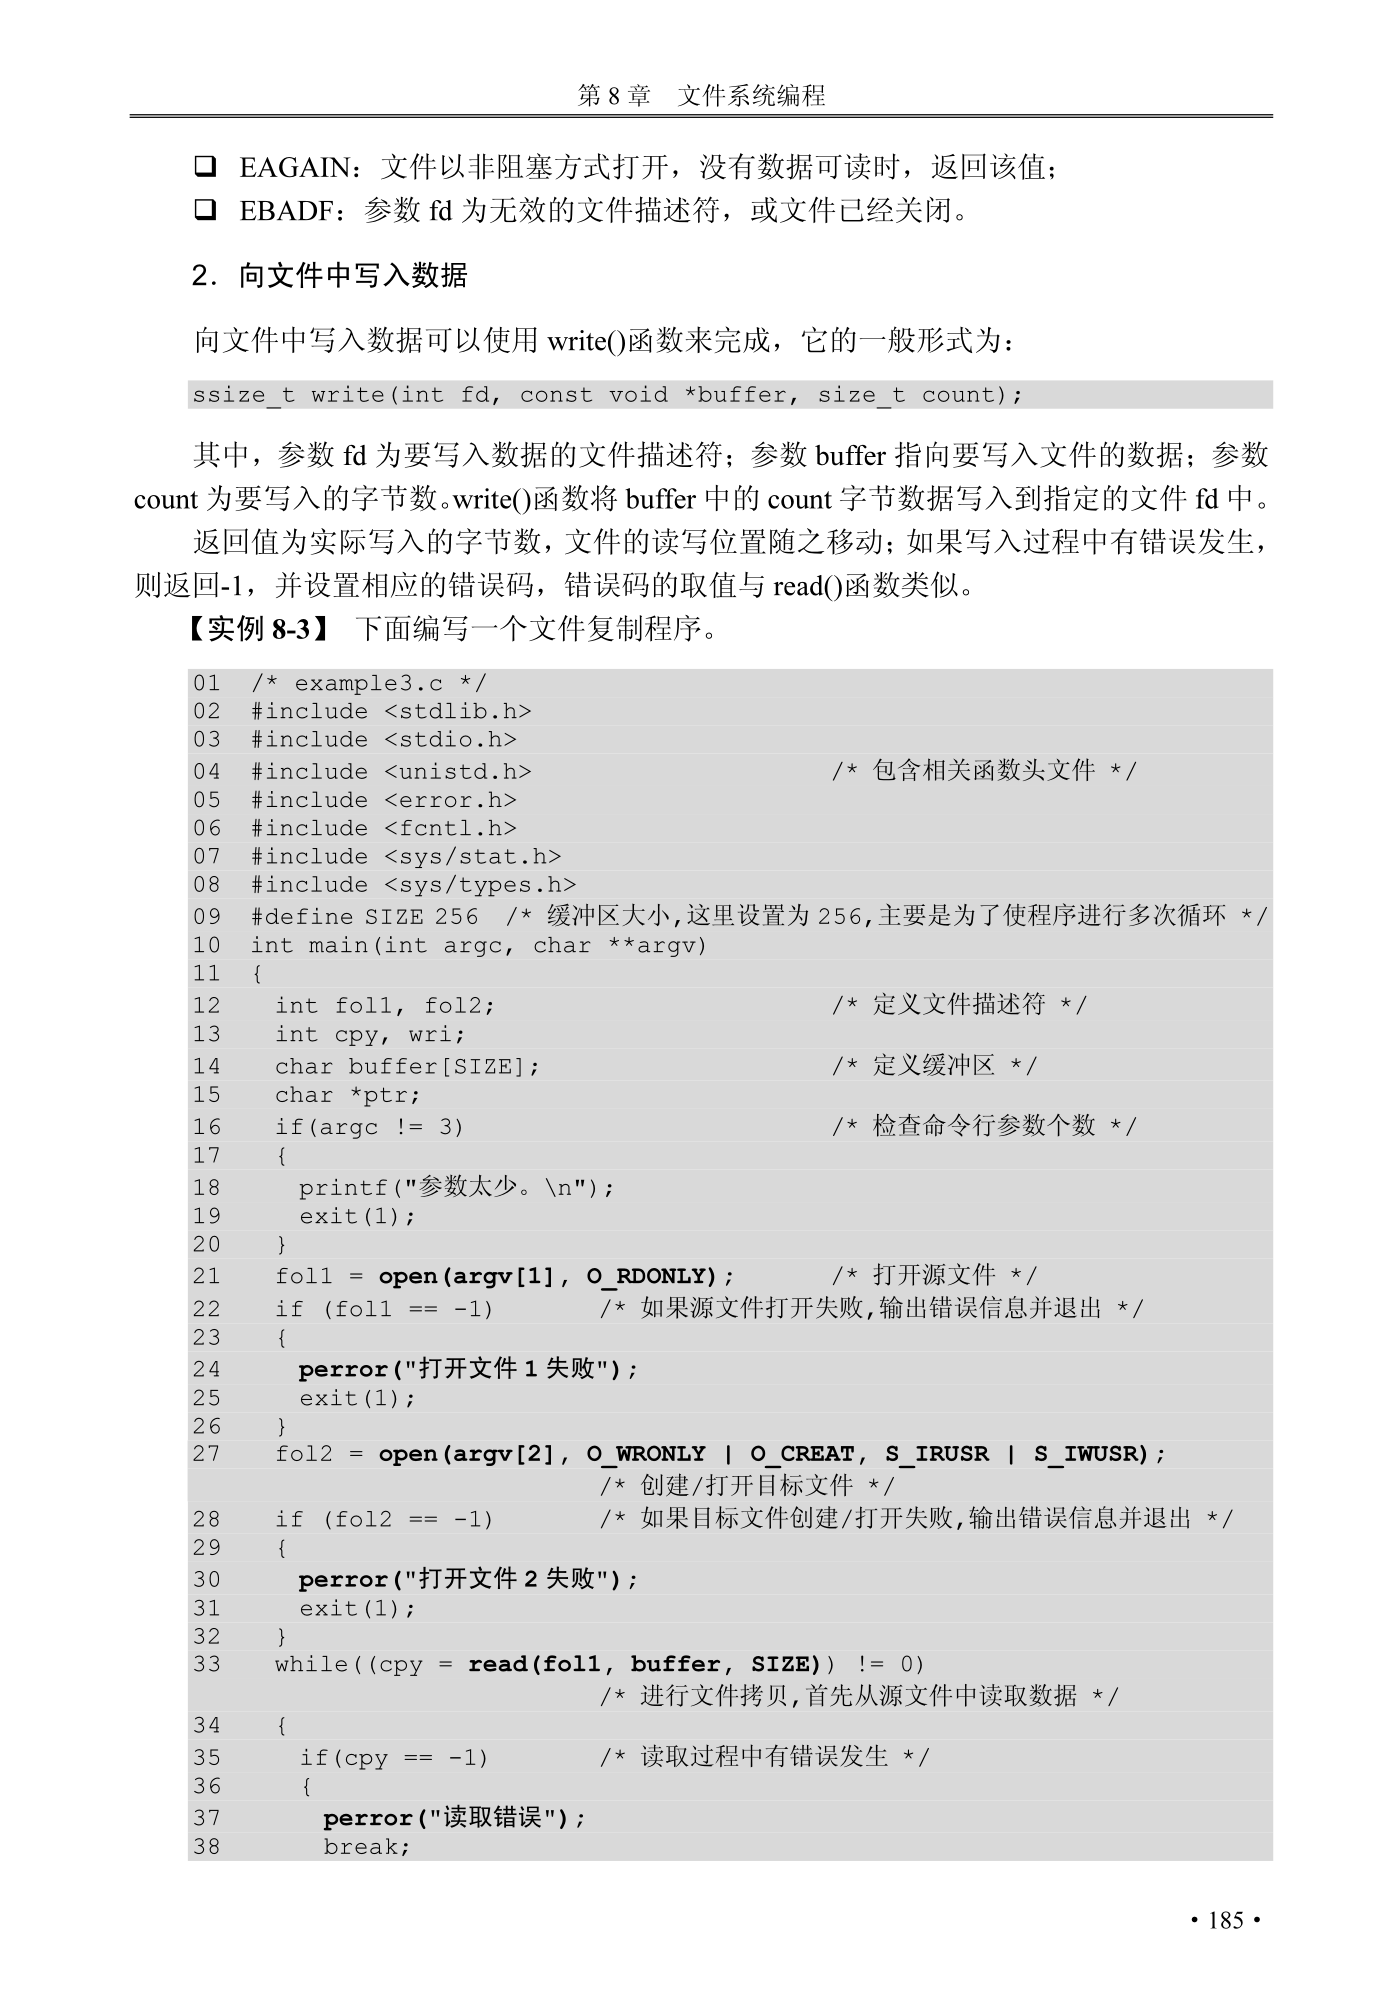 第 8 章　文件系统编程
❑ EAGAIN：文件以非阻塞方式打开，没有数据可读时，返回该值；
❑ EBADF：参数 fd 为无效的文件描述符，或文件已经关闭。
2．向文件中写入数据
向文件中写入数据可以使用 write()函数来完成，它的一般形式为：
ssize_t write(int fd, const void *buffer, size_t count);
其中，参数 fd 为要写入数据的文件描述符；参数 buffer 指向要写入文件的数据；参数
count 为要写入的字节数。write()函数将 buffer 中的 count 字节数据写入到指定的文件 fd 中。
返回值为实际写入的字节数，文件的读写位置随之移动；如果写入过程中有错误发生，
则返回-1，并设置相应的错误码，错误码的取值与 read()函数类似。
【实例 8-3】 下面编写一个文件复制程序。
01  /* example3.c */
02  #include <stdlib.h>
03  #include <stdio.h>
04  #include <unistd.h>                    /* 包含相关函数头文件 */
05  #include <error.h>
06  #include <fcntl.h>
07  #include <sys/stat.h>
08  #include <sys/types.h>
09  #define SIZE 256  /* 缓冲区大小,这里设置为 256,主要是为了使程序进行多次循环 */
10  int main(int argc, char **argv)
11  {
12    int fol1, fol2;                      /* 定义文件描述符 */
13    int cpy, wri;
14    char buffer[SIZE];                   /* 定义缓冲区 */
15    char *ptr;
16    if(argc != 3)                        /* 检查命令行参数个数 */
17    {
18      printf("参数太少。\n");
19      exit(1);
20    }
21    fol1 = open(argv[1], O_RDONLY);      /* 打开源文件 */
22    if (fol1 == -1)       /* 如果源文件打开失败,输出错误信息并退出 */
23    {
24      perror("打开文件 1 失败");
25      exit(1);
26    }
27    fol2 = open(argv[2], O_WRONLY | O_CREAT, S_IRUSR | S_IWUSR);
                            /* 创建/打开目标文件 */
28    if (fol2 == -1)       /* 如果目标文件创建/打开失败,输出错误信息并退出 */
29    {
30      perror("打开文件 2 失败");
31      exit(1);
32    }
33    while((cpy = read(fol1, buffer, SIZE)) != 0)
                            /* 进行文件拷贝,首先从源文件中读取数据 */
34    {
35      if(cpy == -1)       /* 读取过程中有错误发生 */
36      {
37        perror("读取错误");
38        break;
• 185 •